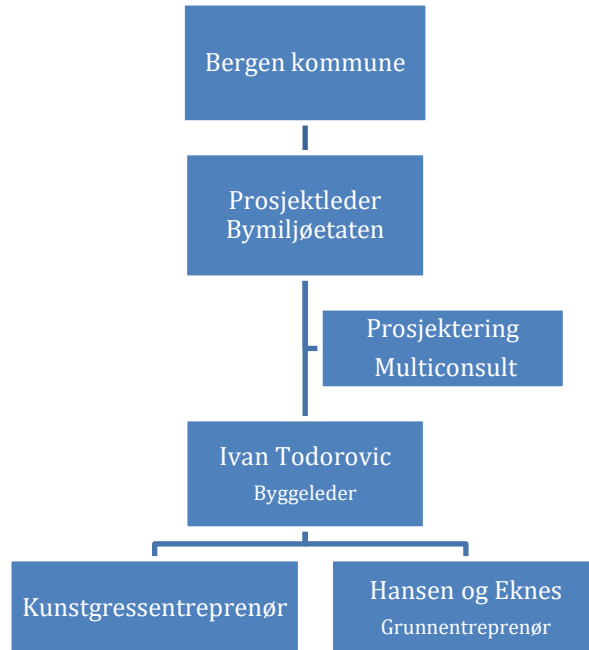 Bergen kommune
Prosjektleder
Bymiljøetaten
Prosjektering
Multiconsult
Ivan Todorovic
Byggeleder
Kunstgressentreprenør
Hansen og Eknes
Grunnentreprenør